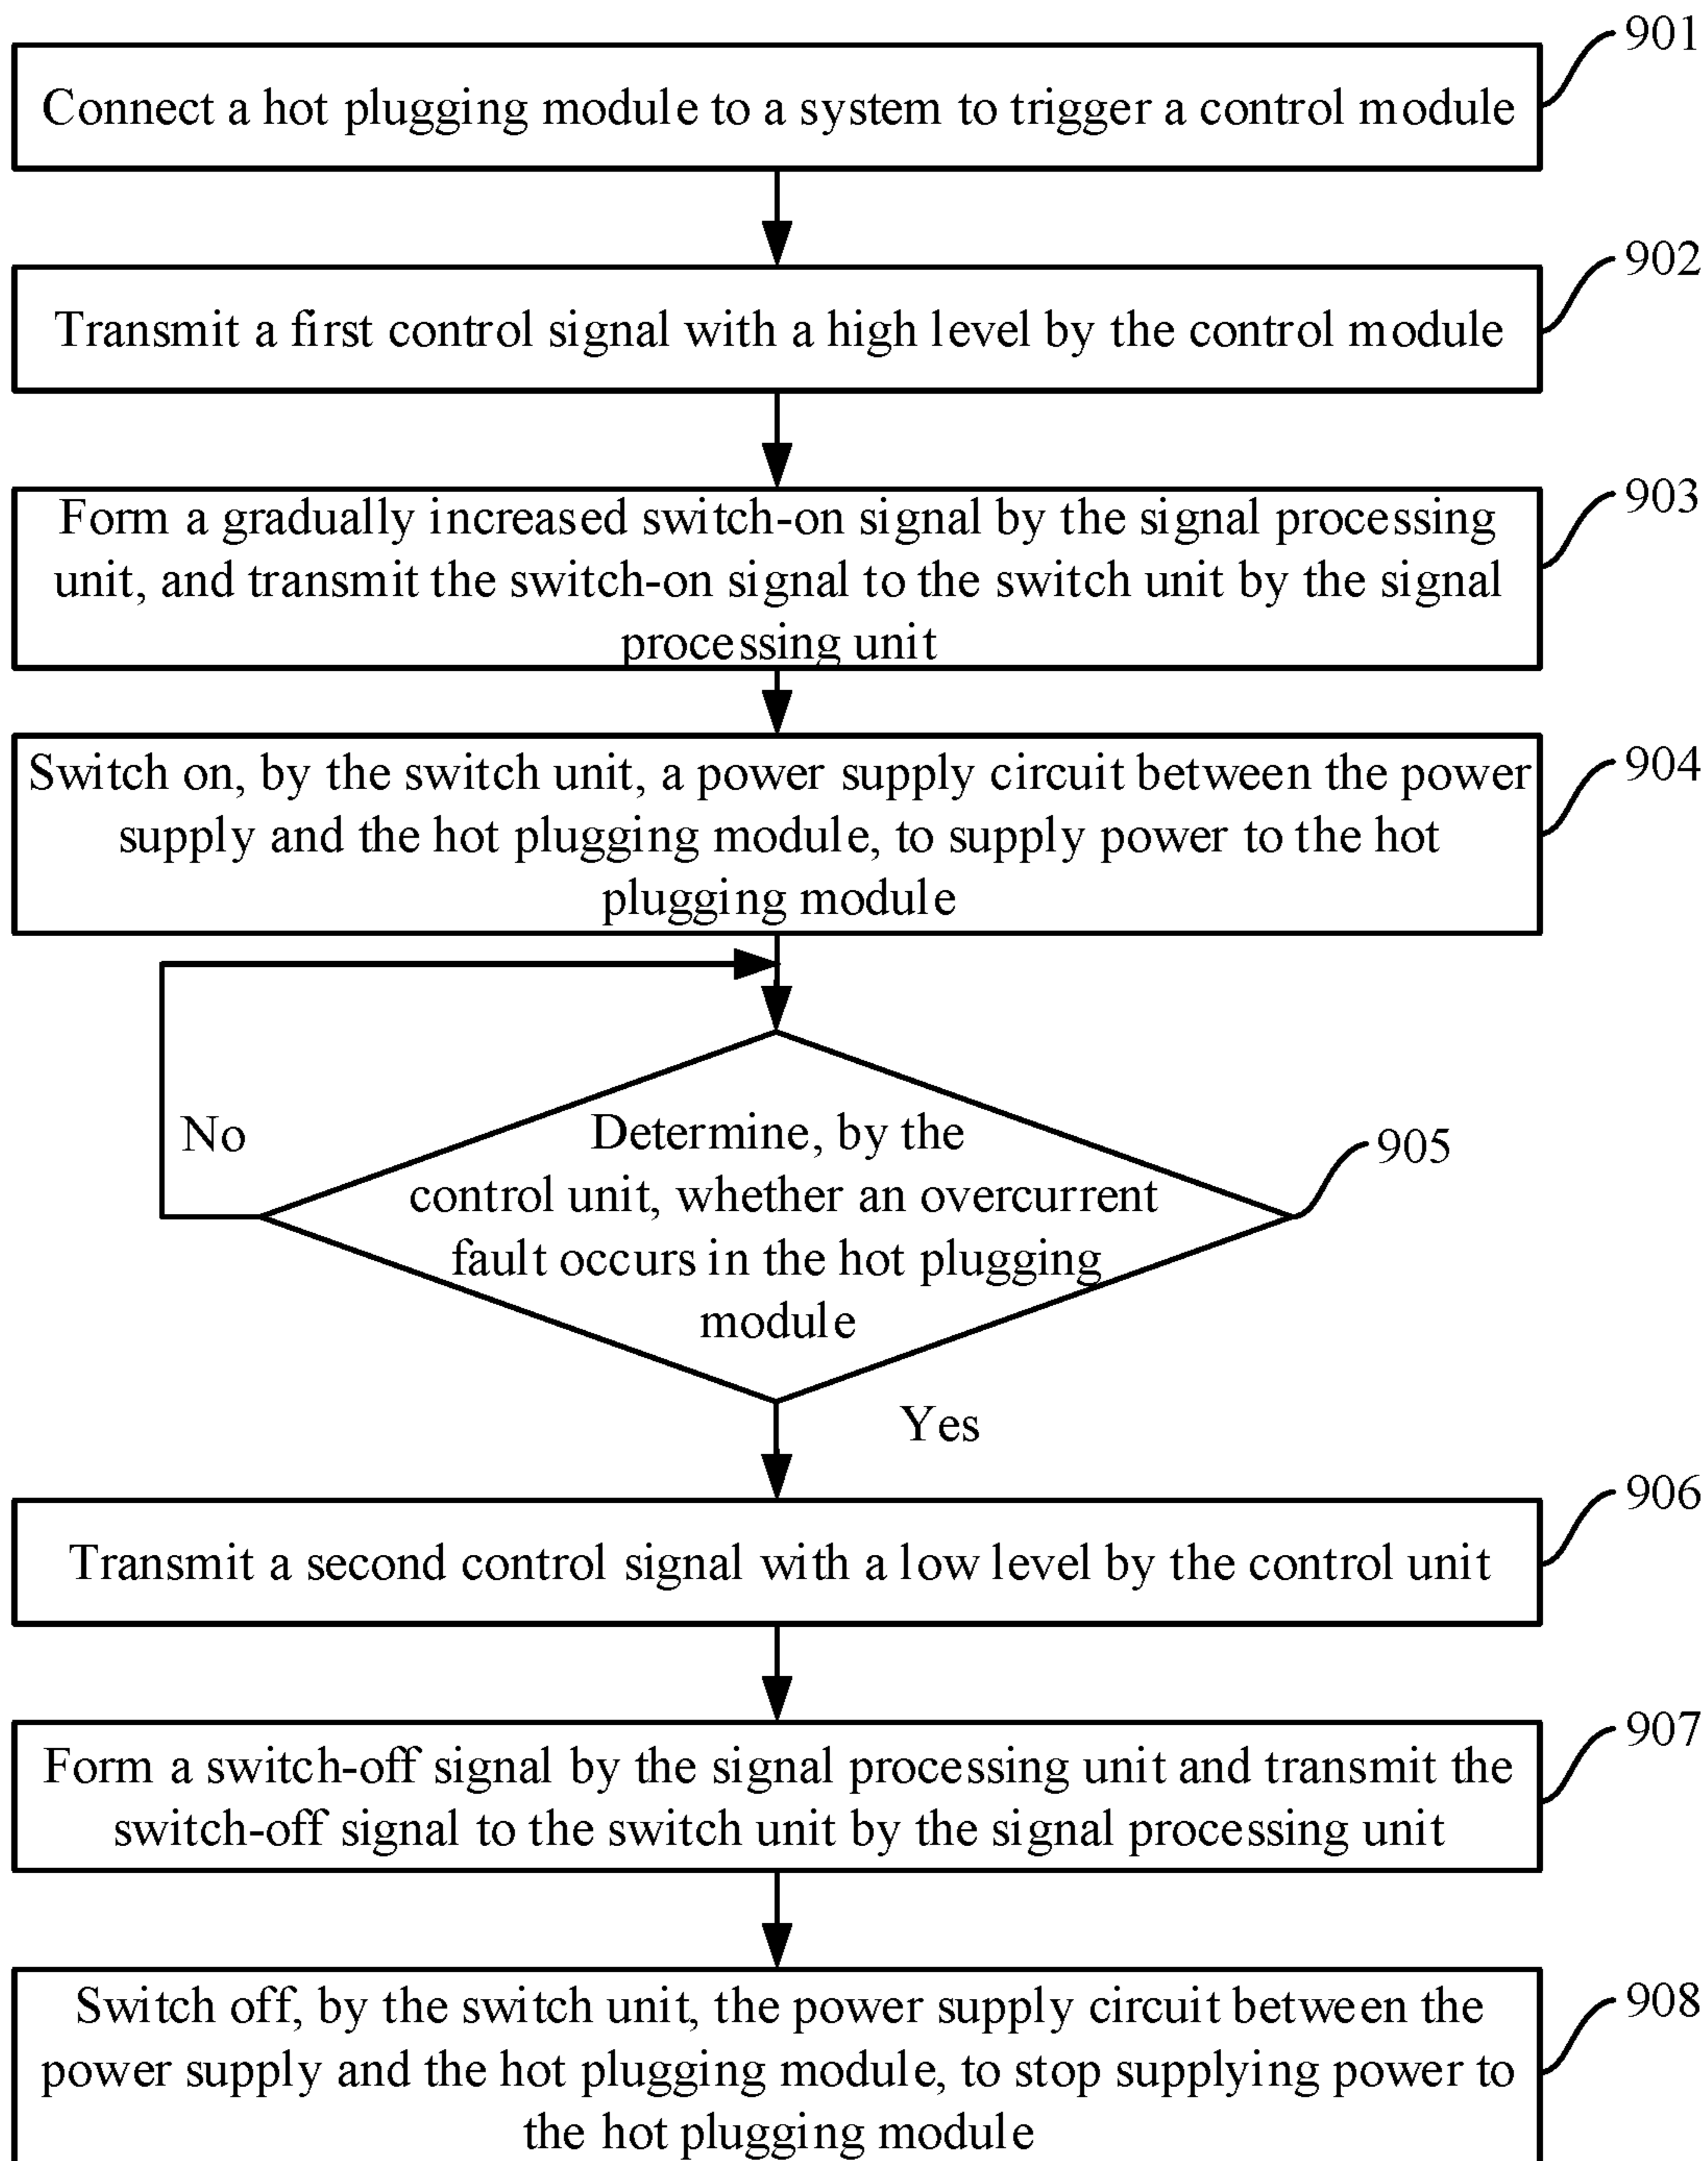 901
Connect a hot plugging module to a system to trigger a control module
902
Transmit a first control signal with a high level by the control module
903
Form a gradually increased switch-on signal by the signal processing
unit, and transmit the switch-on signal to the switch unit by the signal
processing unit
904
Switch on, by the switch unit, a power supply circuit between the power
supply and the hot plugging module, to supply power to the hot
plugging module
No
Determine, by the
control unit, whether an overcurrent
fault occurs in the hot plugging
module
905
Yes
906
Transmit a second control signal with a low level by the control unit
907
Form a switch-off signal by the signal processing unit and transmit the
switch-off signal to the switch unit by the signal processing unit
908
Switch off, by the switch unit, the power supply circuit between the
power supply and the hot plugging module, to stop supplying power to
the hot plugging module